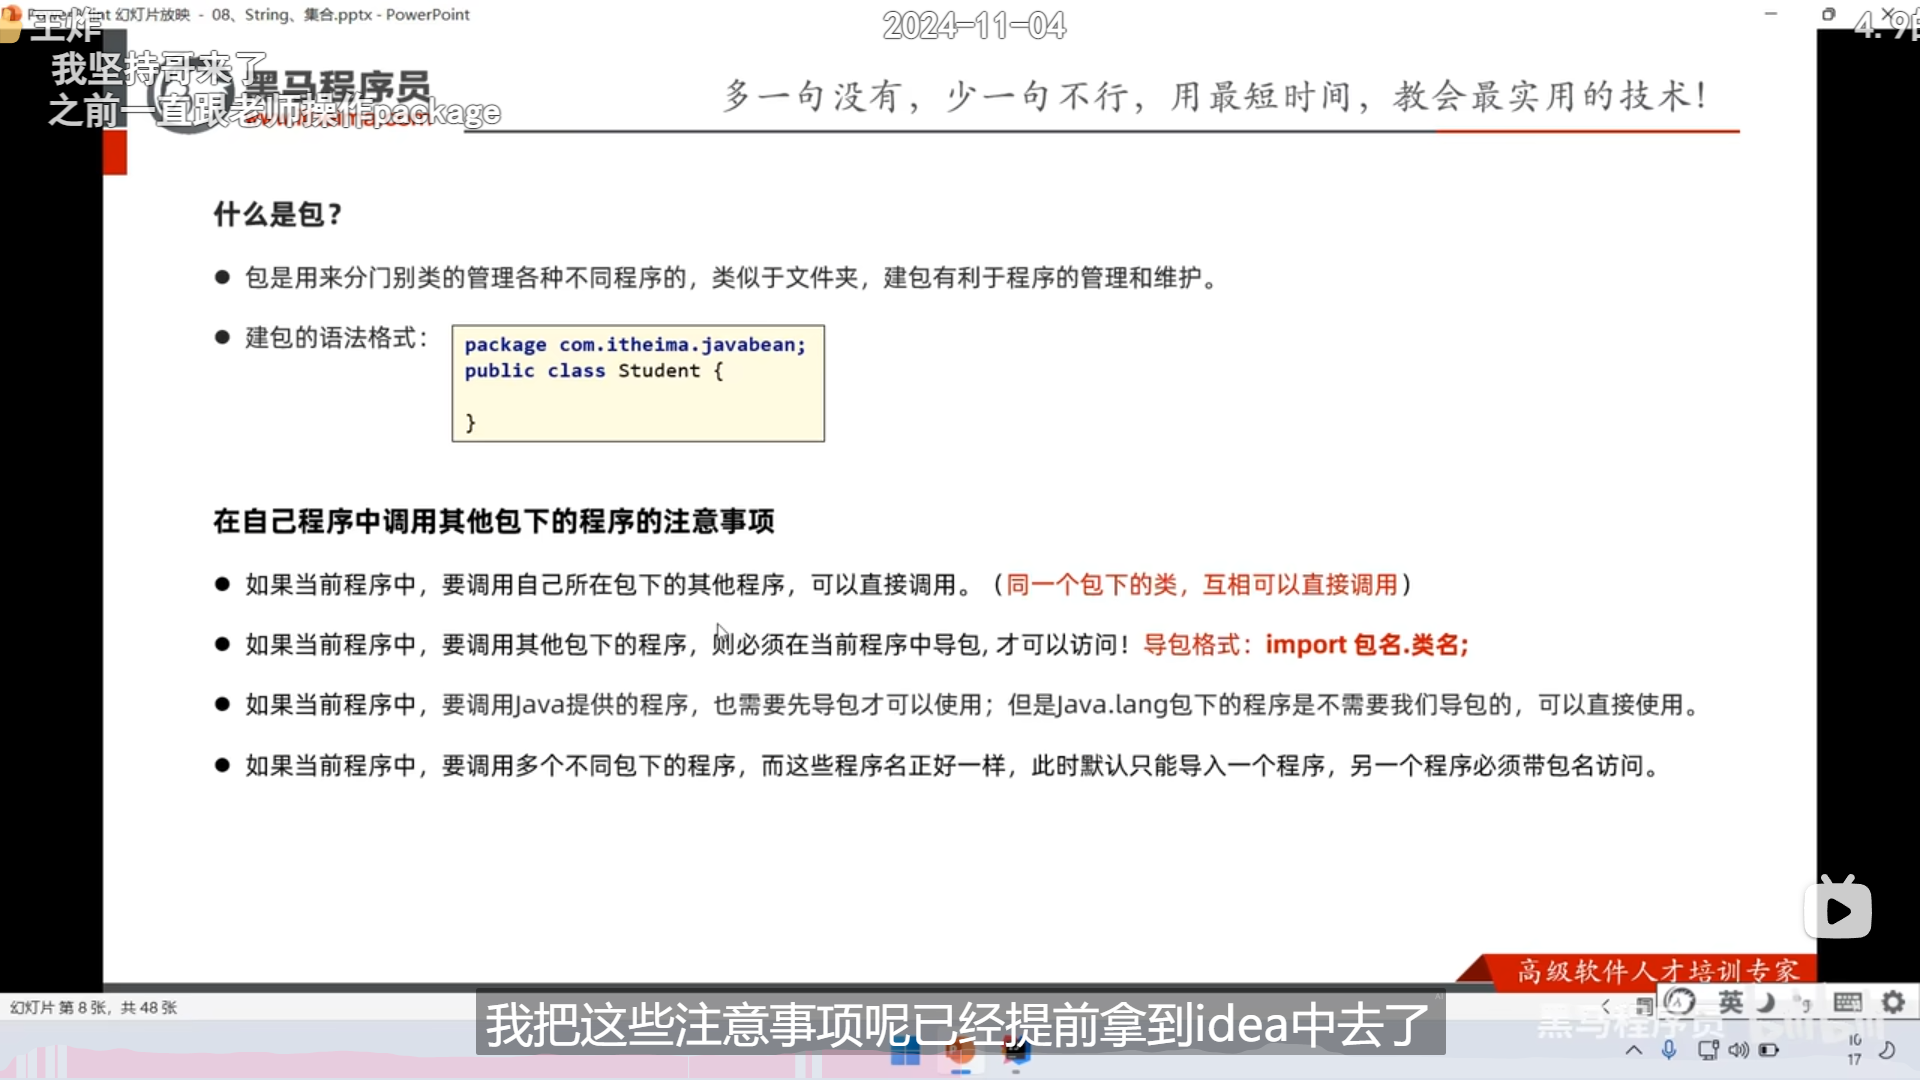 PowerPoint 幻灯片放映 - 08、String、集合.pptx - PowerPoint
王炸
2024-11-04
我坚持哥来了
黑马程序员
之前一直跟老师操作package
多一句没有，少一句不行，用最短时间，教会最实用的技术！
什么是包？
● 包是用来分门别类的管理各种不同程序的，类似于文件夹，建包有利于程序的管理和维护。
● 建包的语法格式：
package com.itheima.javabean;
public class Student {
}
在自己程序中调用其他包下的程序的注意事项
● 如果当前程序中，要调用自己所在包下的其他程序，可以直接调用。（同一个包下的类，互相可以直接调用）
● 如果当前程序中，要调用其他包下的程序，则必须在当前程序中导包, 才可以访问！导包格式：import 包名.类名;
● 如果当前程序中，要调用Java提供的程序，也需要先导包才可以使用；但是Java.lang包下的程序是不需要我们导包的，可以直接使用。
● 如果当前程序中，要调用多个不同包下的程序，而这些程序名正好一样，此时默认只能导入一个程序，另一个程序必须带包名访问。
高级软件人才培训专家
幻灯片 第 8 张，共 48 张
英
黑马程序员 bilibili
我把这些注意事项呢已经提前拿到idea中去了
17